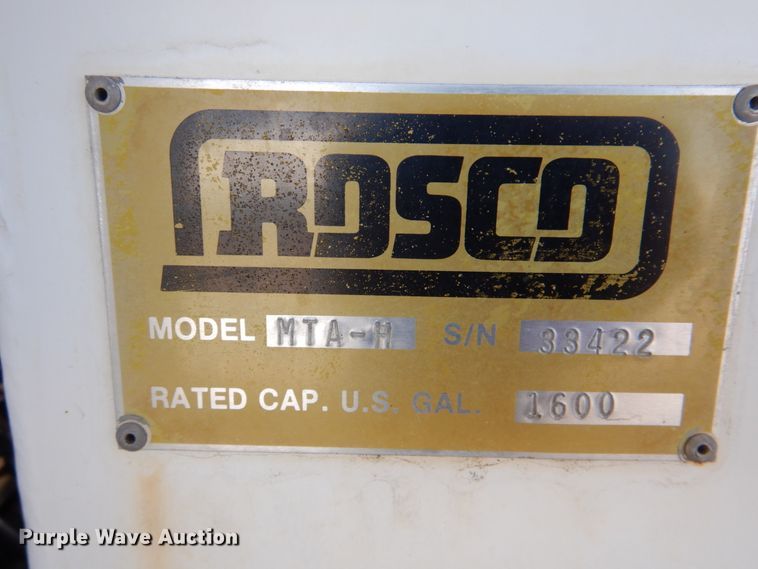 ROSCO
MODEL MTA-H S/N 33422
RATED CAP. U.S. GAL. 1600
Purple Wave Auction